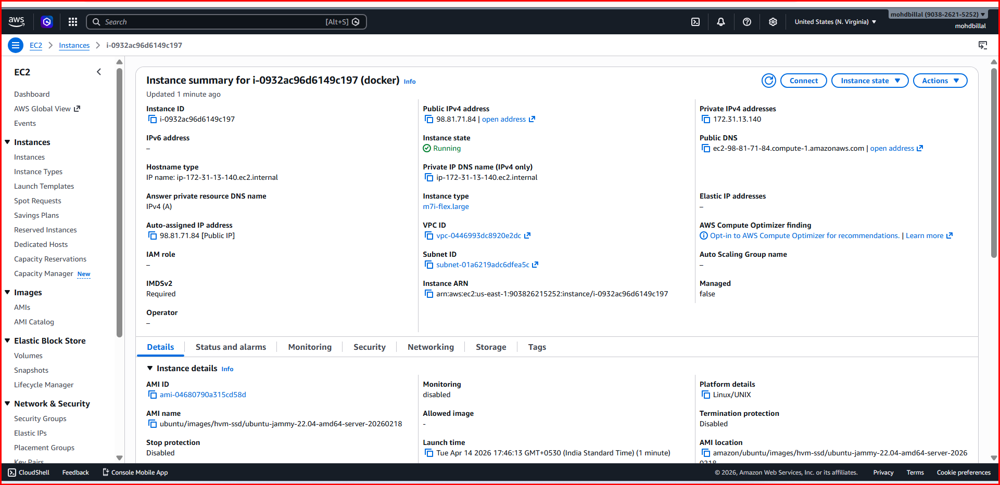 aws
Search
[Alt+S]
United States (N. Virginia)
mohdbillal (9038-2621-5252)
mohdbillal
EC2
Instances
i-0932ac96d6149c197
EC2
Dashboard
AWS Global View
Events
Instances
Instances
Instance Types
Launch Templates
Spot Requests
Savings Plans
Reserved Instances
Dedicated Hosts
Capacity Reservations
Capacity Manager New
Images
AMIs
AMI Catalog
Elastic Block Store
Volumes
Snapshots
Lifecycle Manager
Network & Security
Security Groups
Elastic IPs
Placement Groups
Key Pairs
Instance summary for i-0932ac96d6149c197 (docker) Info
Updated 1 minute ago
Connect
Instance state
Actions
Instance ID
i-0932ac96d6149c197
Public IPv4 address
98.81.71.84 | open address
Private IPv4 addresses
172.31.13.140
IPv6 address
–
Instance state
Running
Public DNS
ec2-98-81-71-84.compute-1.amazonaws.com | open address
Hostname type
IP name: ip-172-31-13-140.ec2.internal
Private IP DNS name (IPv4 only)
ip-172-31-13-140.ec2.internal
Answer private resource DNS name
IPv4 (A)
Instance type
m7i-flex.large
Elastic IP addresses
–
Auto-assigned IP address
98.81.71.84 [Public IP]
VPC ID
vpc-0446993dc8920e2dc
AWS Compute Optimizer finding
Opt-in to AWS Compute Optimizer for recommendations. | Learn more
IAM role
–
Subnet ID
subnet-01a6219adc6dfea5c
Auto Scaling Group name
–
IMDSv2
Required
Instance ARN
arn:aws:ec2:us-east-1:903826215252:instance/i-0932ac96d6149c197
Managed
false
Operator
–
Details
Status and alarms
Monitoring
Security
Networking
Storage
Tags
Instance details Info
AMI ID
ami-04680790a315cd58d
Monitoring
disabled
Platform details
Linux/UNIX
AMI name
ubuntu/images/hvm-ssd/ubuntu-jammy-22.04-amd64-server-20260218
Allowed image
-
Termination protection
Disabled
Stop protection
Disabled
Launch time
Tue Apr 14 2026 17:46:13 GMT+0530 (India Standard Time) (1 minute)
AMI location
amazon/ubuntu/images/hvm-ssd/ubuntu-jammy-22.04-amd64-server-2026
0218
CloudShell
Feedback
Console Mobile App
© 2026, Amazon Web Services, Inc. or its affiliates.
Privacy
Terms
Cookie preferences